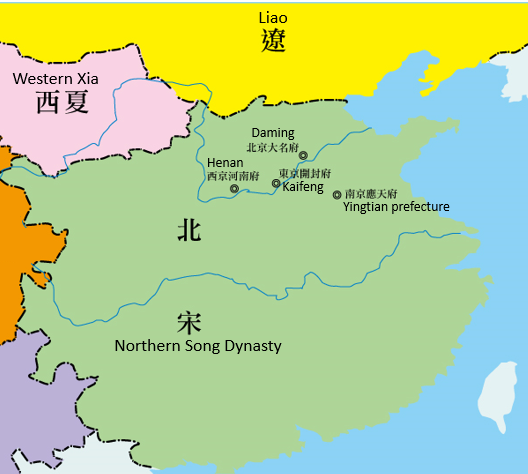 Liao
遼
Western Xia
西夏
Daming
北京大名府
Henan
西京河南府
東京開封府
Kaifeng
南京應天府
Yingtian prefecture
北
宋
Northern Song Dynasty